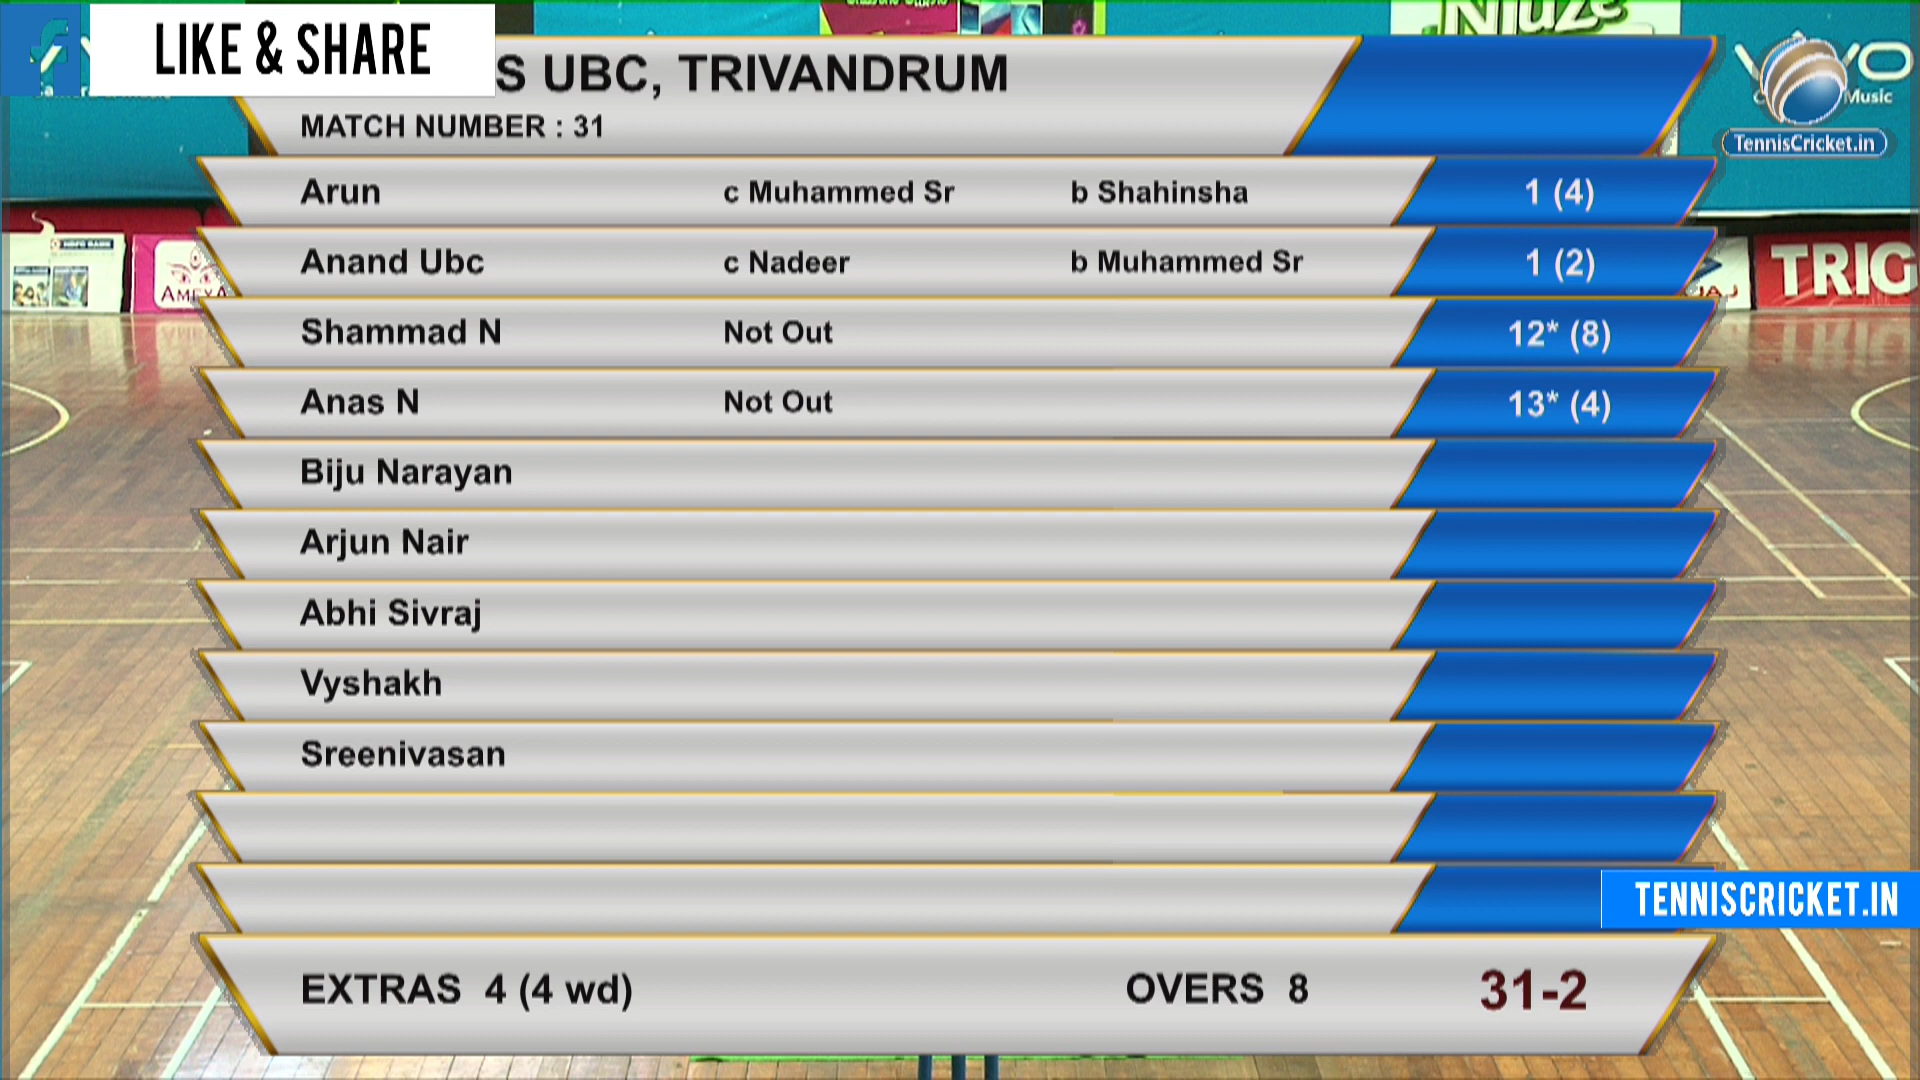 LIKE & SHARE
S UBC, TRIVANDRUM
MATCH NUMBER : 31
Music
TennisCricket.in
Arun c Muhammed Sr b Shahinsha 1 (4)
Anand Ubc c Nadeer b Muhammed Sr 1 (2)
Shammad N Not Out 12* (8)
Anas N Not Out 13* (4)
Biju Narayan
Arjun Nair
Abhi Sivraj
Vyshakh
Sreenivasan
TENNISCRICKET.IN
EXTRAS 4 (4 wd) OVERS 8 31-2
TRIG